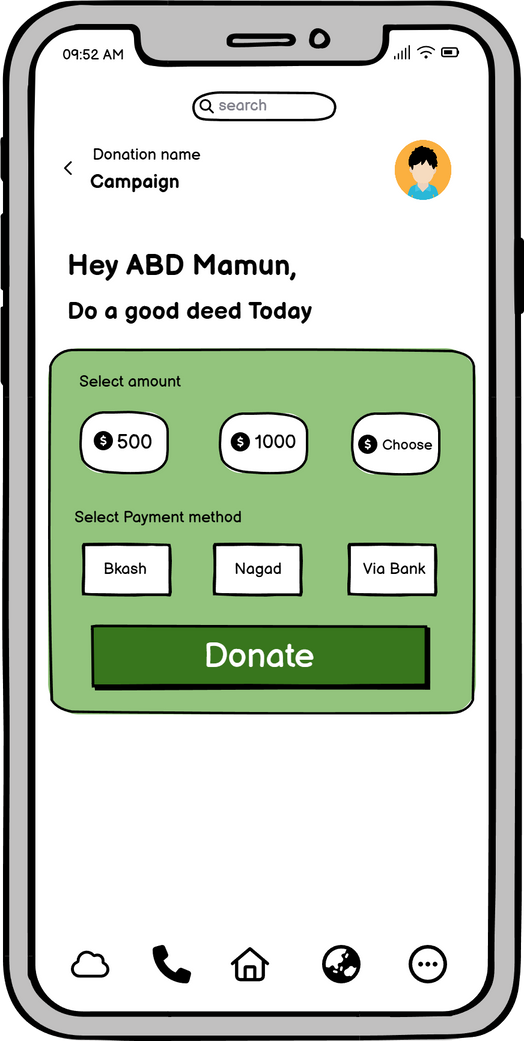 09:52 AM
search
Donation name
Campaign
Hey ABD Mamun,
Do a good deed Today
Select amount
$ 500 $ 1000 $ Choose
Select Payment method
Bkash Nagad Via Bank
Donate